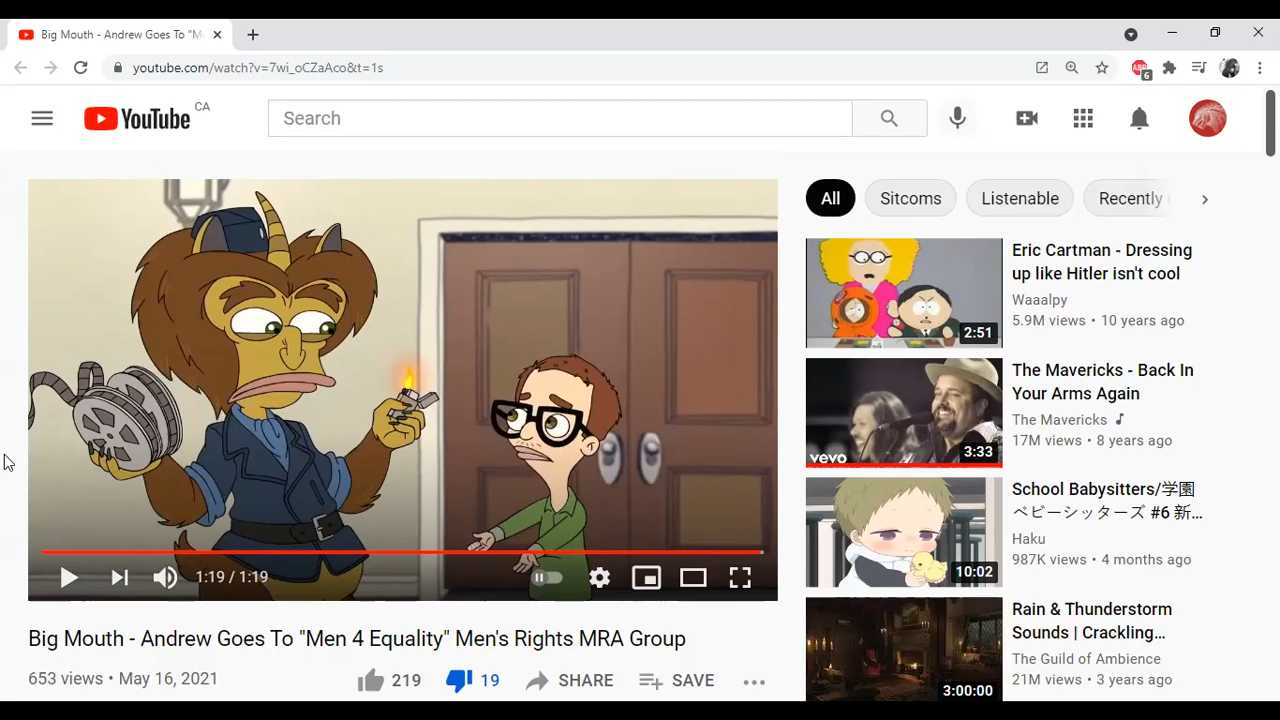 Big Mouth - Andrew Goes To "M
youtube.com/watch?v=7wi_oCZaAco&t=1s
ABP
6
YouTube
CA
Search
All
Sitcoms
Listenable
Recently
Eric Cartman - Dressing
up like Hitler isn't cool
Waaalpy
5.9M views • 10 years ago
2:51
The Mavericks - Back In
Your Arms Again
The Mavericks
17M views • 8 years ago
vevo
3:33
School Babysitters/学園
ベビーシッターズ #6 新...
Haku
987K views • 4 months ago
10:02
Rain & Thunderstorm
Sounds | Crackling...
The Guild of Ambience
21M views • 3 years ago
3:00:00
1:19 / 1:19
Big Mouth - Andrew Goes To "Men 4 Equality" Men's Rights MRA Group
653 views • May 16, 2021
219
19
SHARE
SAVE